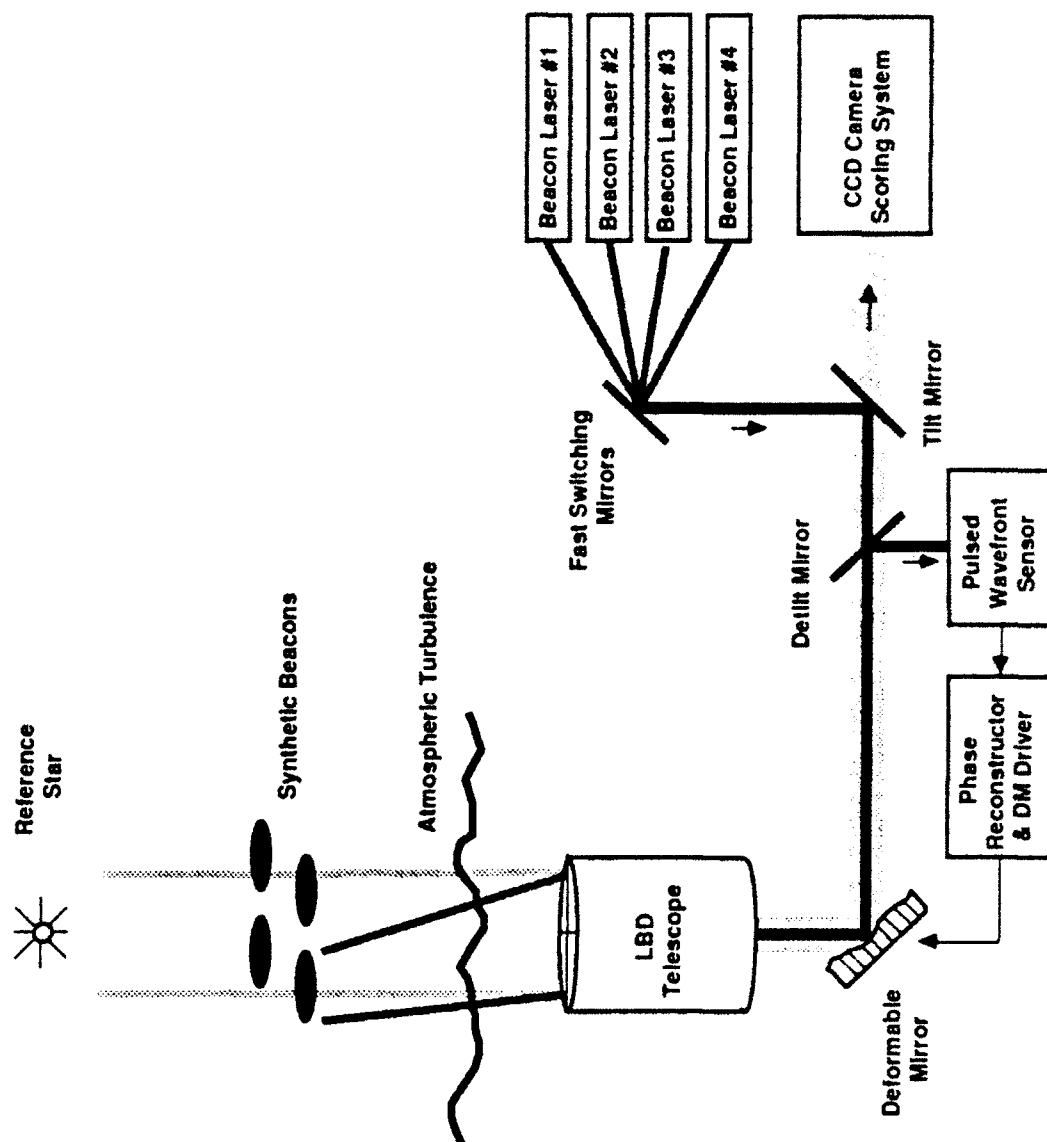 Reference
Star
Synthetic Beacons
Atmospheric Turbulence
LBD
Telescope
Deformable
Mirror
Phase
Reconstructor
& DM Driver
Pulsed
Wavefront
Sensor
Detilt Mirror
Tilt Mirror
Fast Switching
Mirrors
Beacon Laser #1
Beacon Laser #2
Beacon Laser #3
Beacon Laser #4
CCD Camera
Scoring System